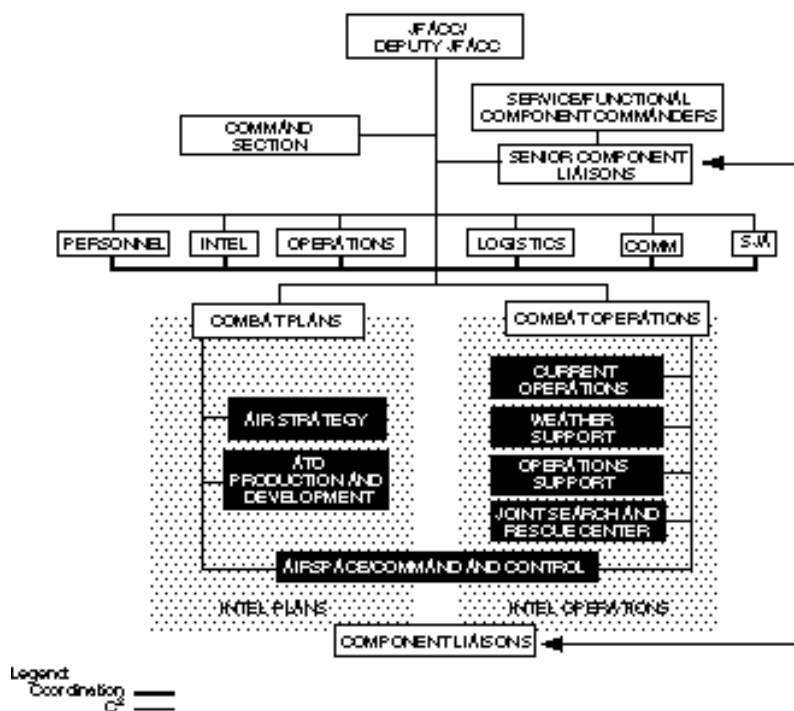 JFACC/
DEPUTY JFACC
SERVICE/FUNCTIONAL
COMPONENT COMMANDERS
COMMAND
SECTION
SENIOR COMPONENT
LIAISONS
PERSONNEL
INTEL
OPERATIONS
LOGISTICS
COMM
SJA
COMBAT PLANS
COMBAT OPERATIONS
CURRENT
OPERATIONS
AIR STRATEGY
WEATHER
SUPPORT
ATO
PRODUCTION AND
DEVELOPMENT
OPERATIONS
SUPPORT
JOINT SEARCH AND
RESCUE CENTER
AIRSPACE/COMMAND AND CONTROL
INTEL PLANS
INTEL OPERATIONS
COMPONENT LIAISONS
Legend:
Coordination
C²